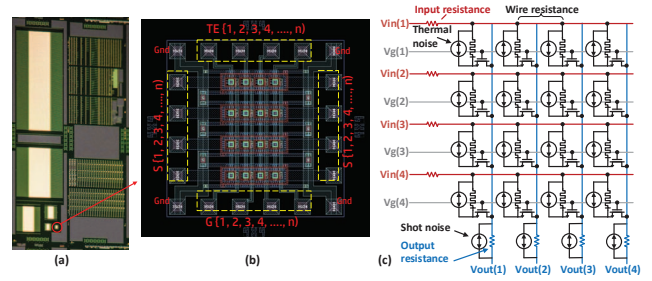 TE (1, 2, 3, 4, ...., n)
Gnd
Gnd
S (1, 2, 3, 4, ...., n)
S (1, 2, 3, 4, ...., n)
Gnd
Gnd
G (1, 2, 3, 4, ...., n)
(a)
(b)
(c)
Input resistance
Wire resistance
Thermal
noise
Vin(1)
Vg(1)
Vin(2)
Vg(2)
Vin(3)
Vg(3)
Vin(4)
Vg(4)
Shot noise
Output
resistance
Vout(1)
Vout(2)
Vout(3)
Vout(4)